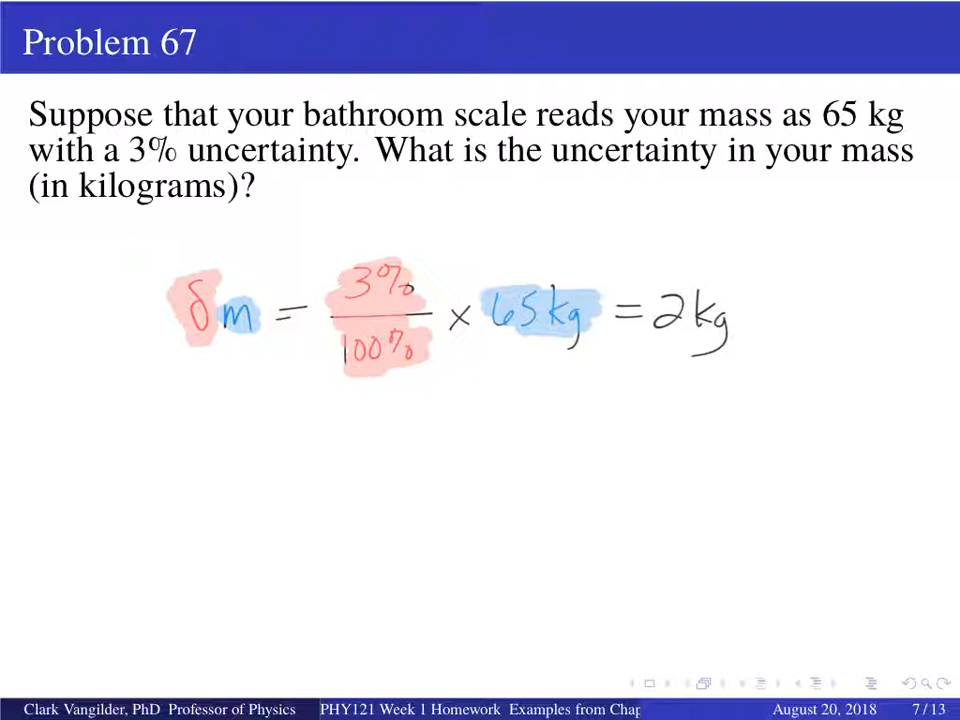 Problem 67
Suppose that your bathroom scale reads your mass as 65 kg
with a 3% uncertainty. What is the uncertainty in your mass
(in kilograms)?
δm = 3%/100% × 65kg = 2kg
Clark Vangilder, PhD Professor of Physics PHY121 Week 1 Homework Examples from Chap August 20, 2018 7 / 13